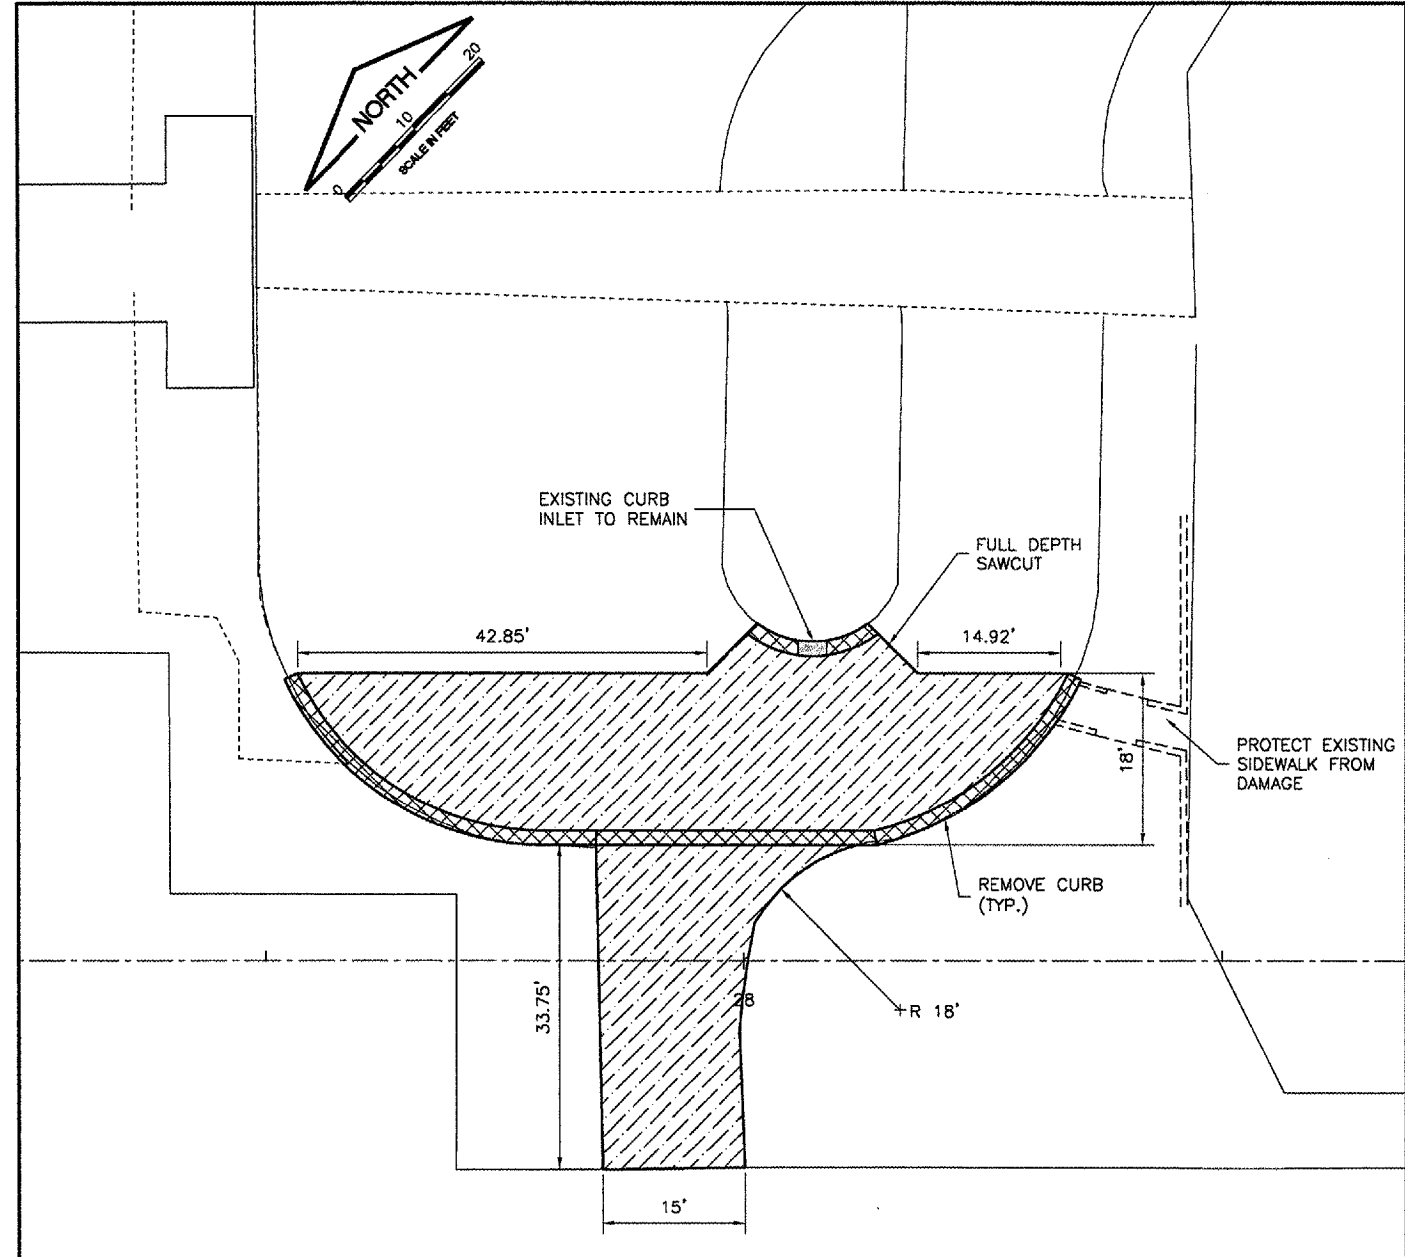 NORTH
0 10 20
SCALE IN FEET
EXISTING CURB
INLET TO REMAIN
FULL DEPTH
SAWCUT
42.85'
14.92'
18'
PROTECT EXISTING
SIDEWALK FROM
DAMAGE
REMOVE CURB
(TYP.)
33.75'
28
R 18'
15'